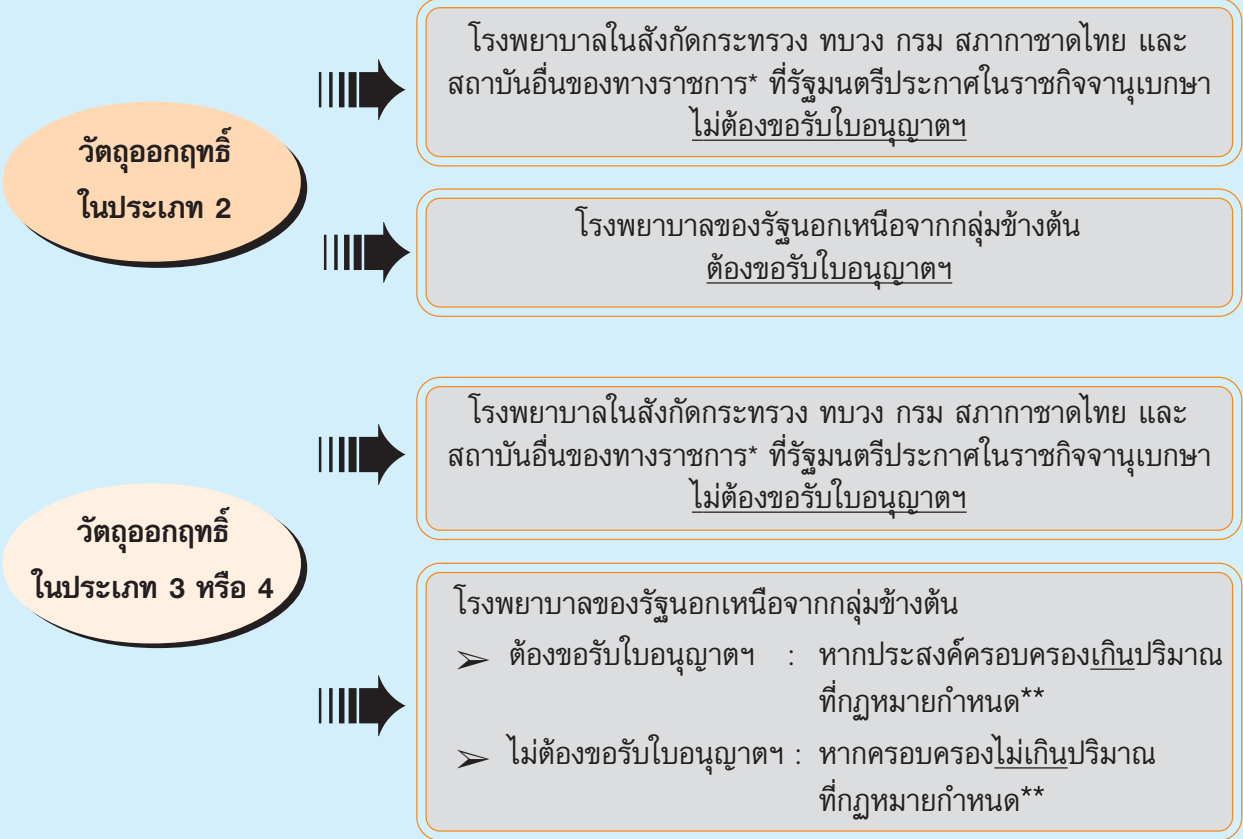 วัตถุออกฤทธิ์
ในประเภท 2
โรงพยาบาลในสังกัดกระทรวง ทบวง กรม สภากาชาดไทย และ
สถาบันอื่นของทางราชการ* ที่รัฐมนตรีประกาศในราชกิจจานุเบกษา
ไม่ต้องขอรับใบอนุญาตฯ
โรงพยาบาลของรัฐนอกเหนือจากกลุ่มข้างต้น
ต้องขอรับใบอนุญาตฯ
วัตถุออกฤทธิ์
ในประเภท 3 หรือ 4
โรงพยาบาลในสังกัดกระทรวง ทบวง กรม สภากาชาดไทย และ
สถาบันอื่นของทางราชการ* ที่รัฐมนตรีประกาศในราชกิจจานุเบกษา
ไม่ต้องขอรับใบอนุญาตฯ
โรงพยาบาลของรัฐนอกเหนือจากกลุ่มข้างต้น
➢ ต้องขอรับใบอนุญาตฯ : หากประสงค์ครอบครองเกินปริมาณ
ที่กฏหมายกำหนด**
➢ ไม่ต้องขอรับใบอนุญาตฯ : หากครอบครองไม่เกินปริมาณ
ที่กฏหมายกำหนด**